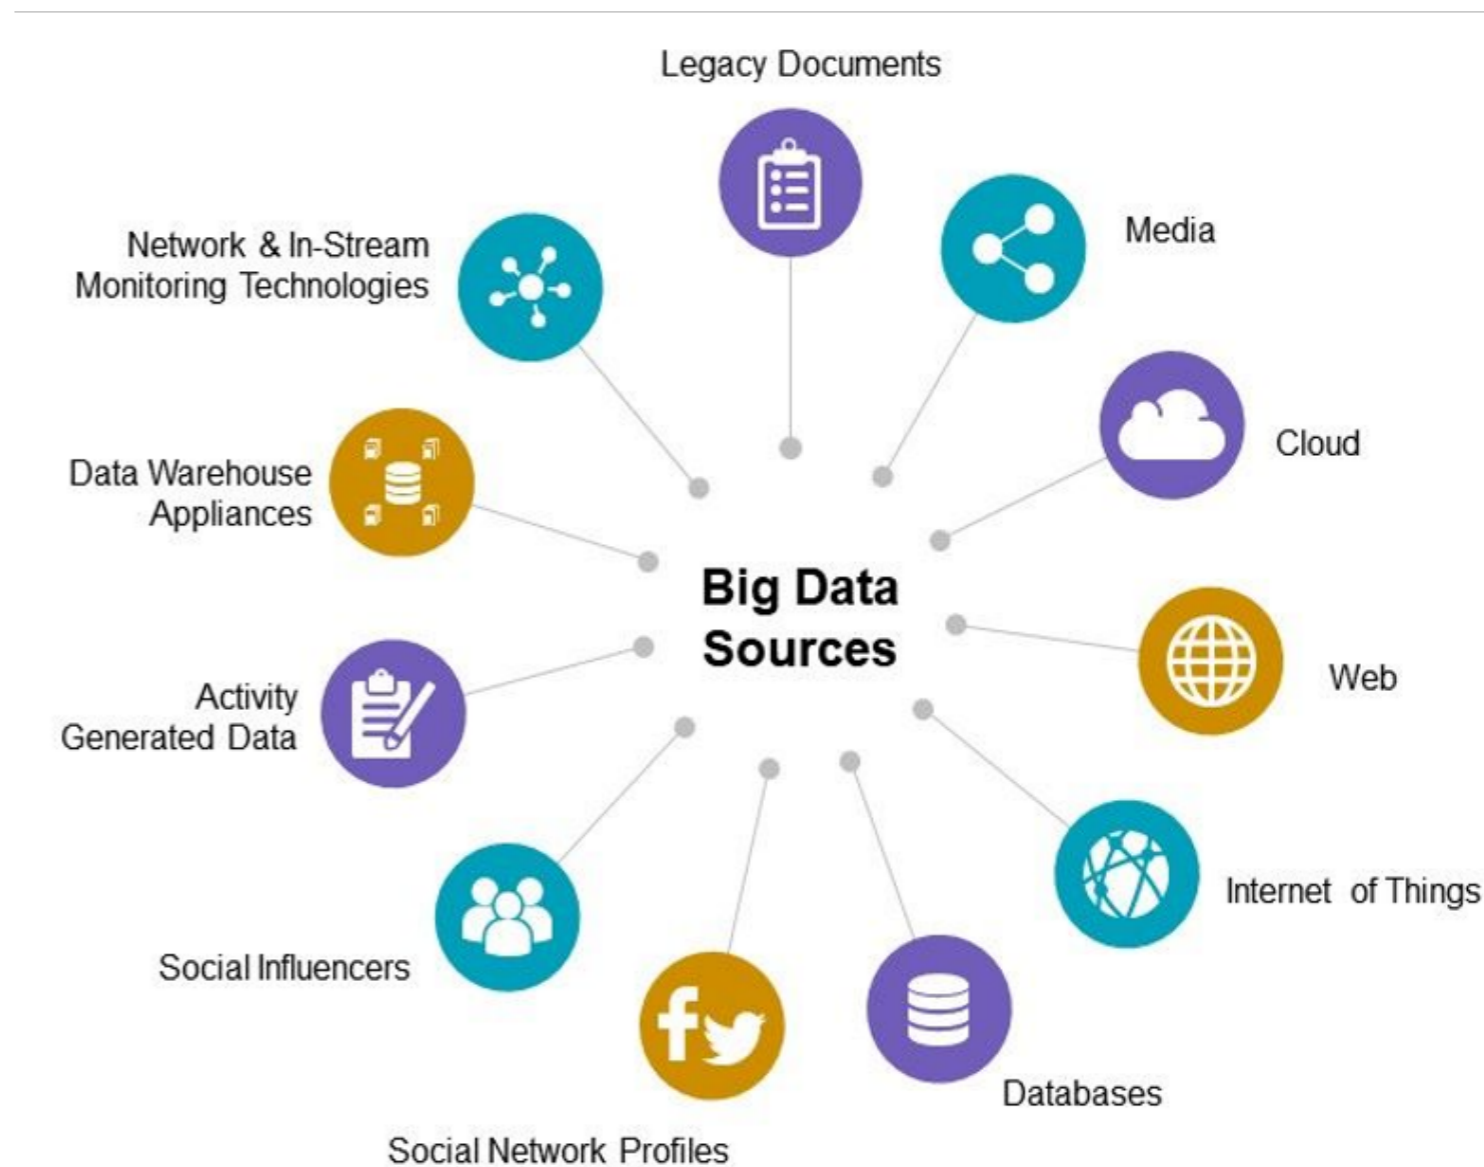 Legacy Documents
Media
Network & In-Stream
Monitoring Technologies
Cloud
Data Warehouse
Appliances
Big Data
Sources
Web
Activity
Generated Data
Internet of Things
Social Influencers
Databases
Social Network Profiles